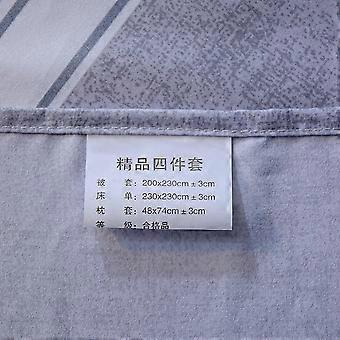 精品四件套
被 套: 200x230cm±3cm
床 单: 230x230cm±3cm
枕 套: 48x74cm±3cm
等 级: 合格品